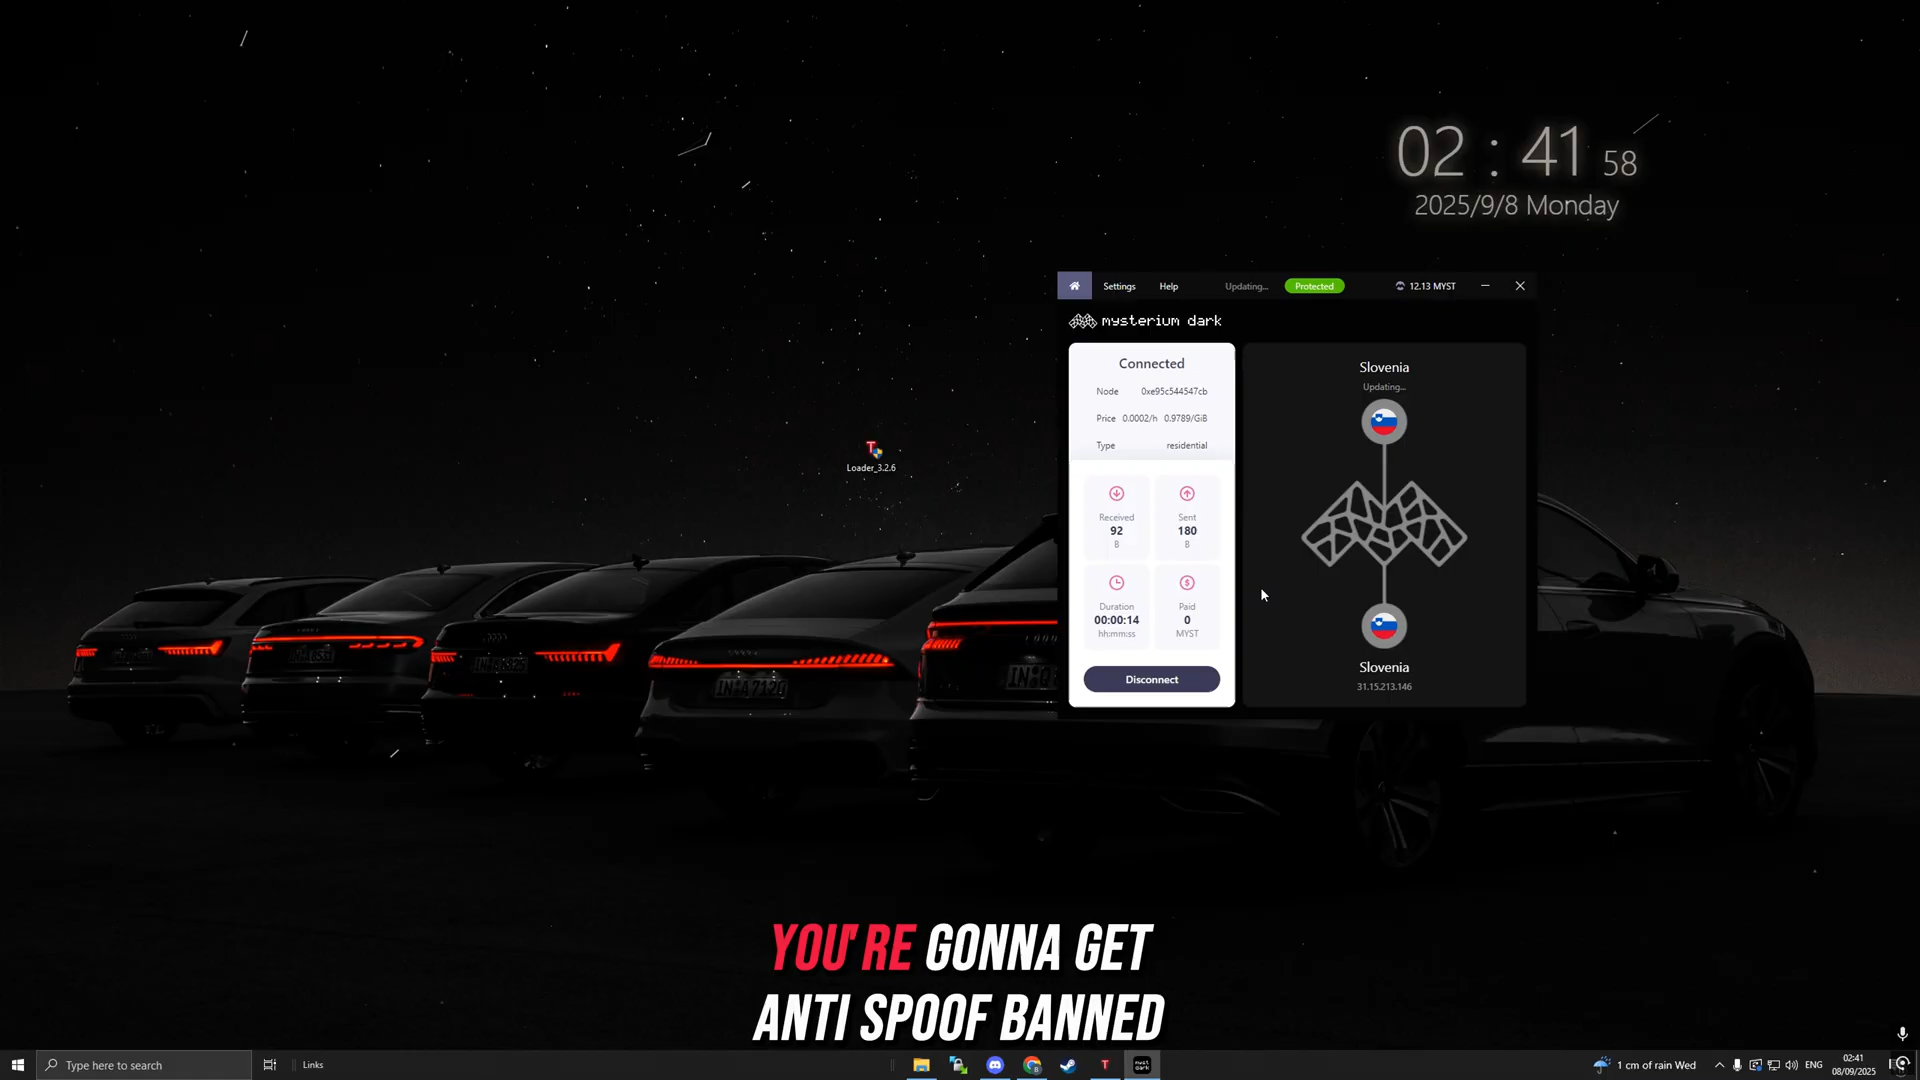 02 : 41 58
2025/9/8 Monday
Settings Help Updating... Protected 12.13 MYST
mysterium dark
Connected
Node 0xe95c544547cb
Price 0.0002/h 0.9789/GiB
Type residential
Received
92
B
Sent
180
B
Duration
00:00:14
hh:mm:ss
Paid
0
MYST
Disconnect
Slovenia
Updating...
Slovenia
31.15.213.146
Loader_3.2.6
YOU'RE GONNA GET
ANTI SPOOF BANNED
Type here to search
Links
1 cm of rain Wed
ENG
02:41
08/09/2025